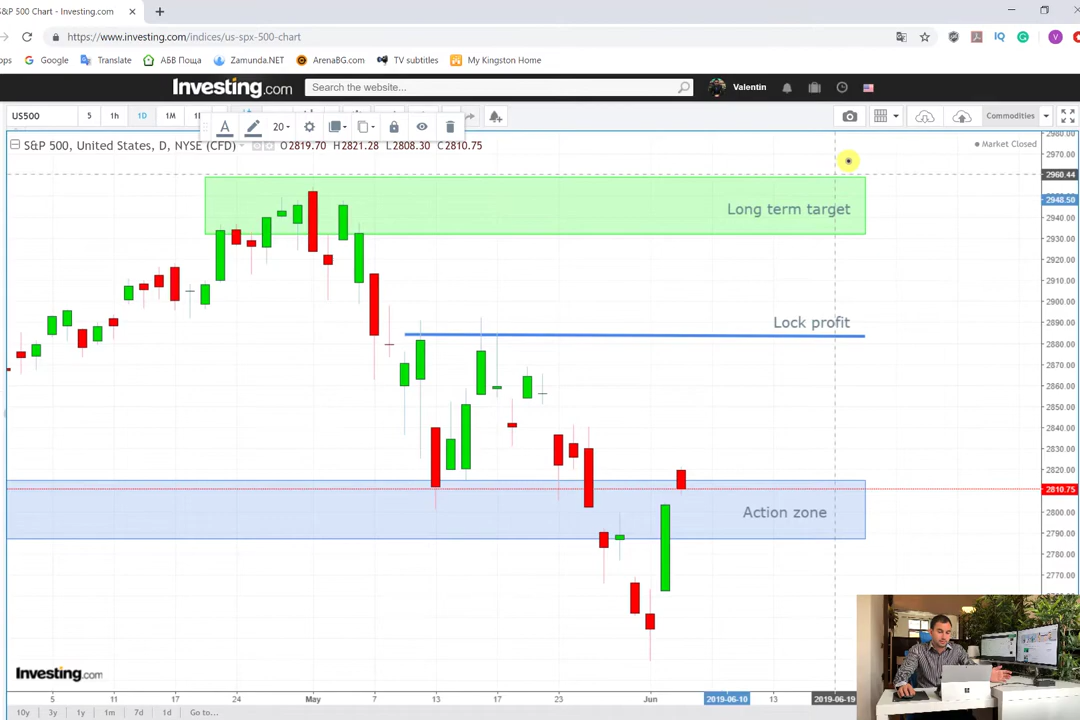 S&P 500 Chart - Investing.com
https://www.investing.com/indices/us-spx-500-chart
Google
Translate
АБВ Поща
Zamunda.NET
ArenaBG.com
TV subtitles
My Kingston Home
IQ
V
Investing.com
Search the website...
Valentin
US500
5
1h
1D
1M
20
Commodities
S&P 500, United States, D, NYSE (CFD)
O2819.70 H2821.28 L2808.30 C2810.75
Market Closed
2980.00
2970.00
2960.44
2948.50
2940.00
2930.00
2920.00
2910.00
2900.00
2890.00
2880.00
2870.00
2860.00
2850.00
2840.00
2830.00
2820.00
2810.75
2800.00
2790.00
2780.00
2770.00
Long term target
Lock profit
Action zone
Investing.com
5
11
17
24
May
7
13
17
23
Jun
2019-06-10
13
2019-06-19
10y
3y
1y
1m
7d
1d
Go to...